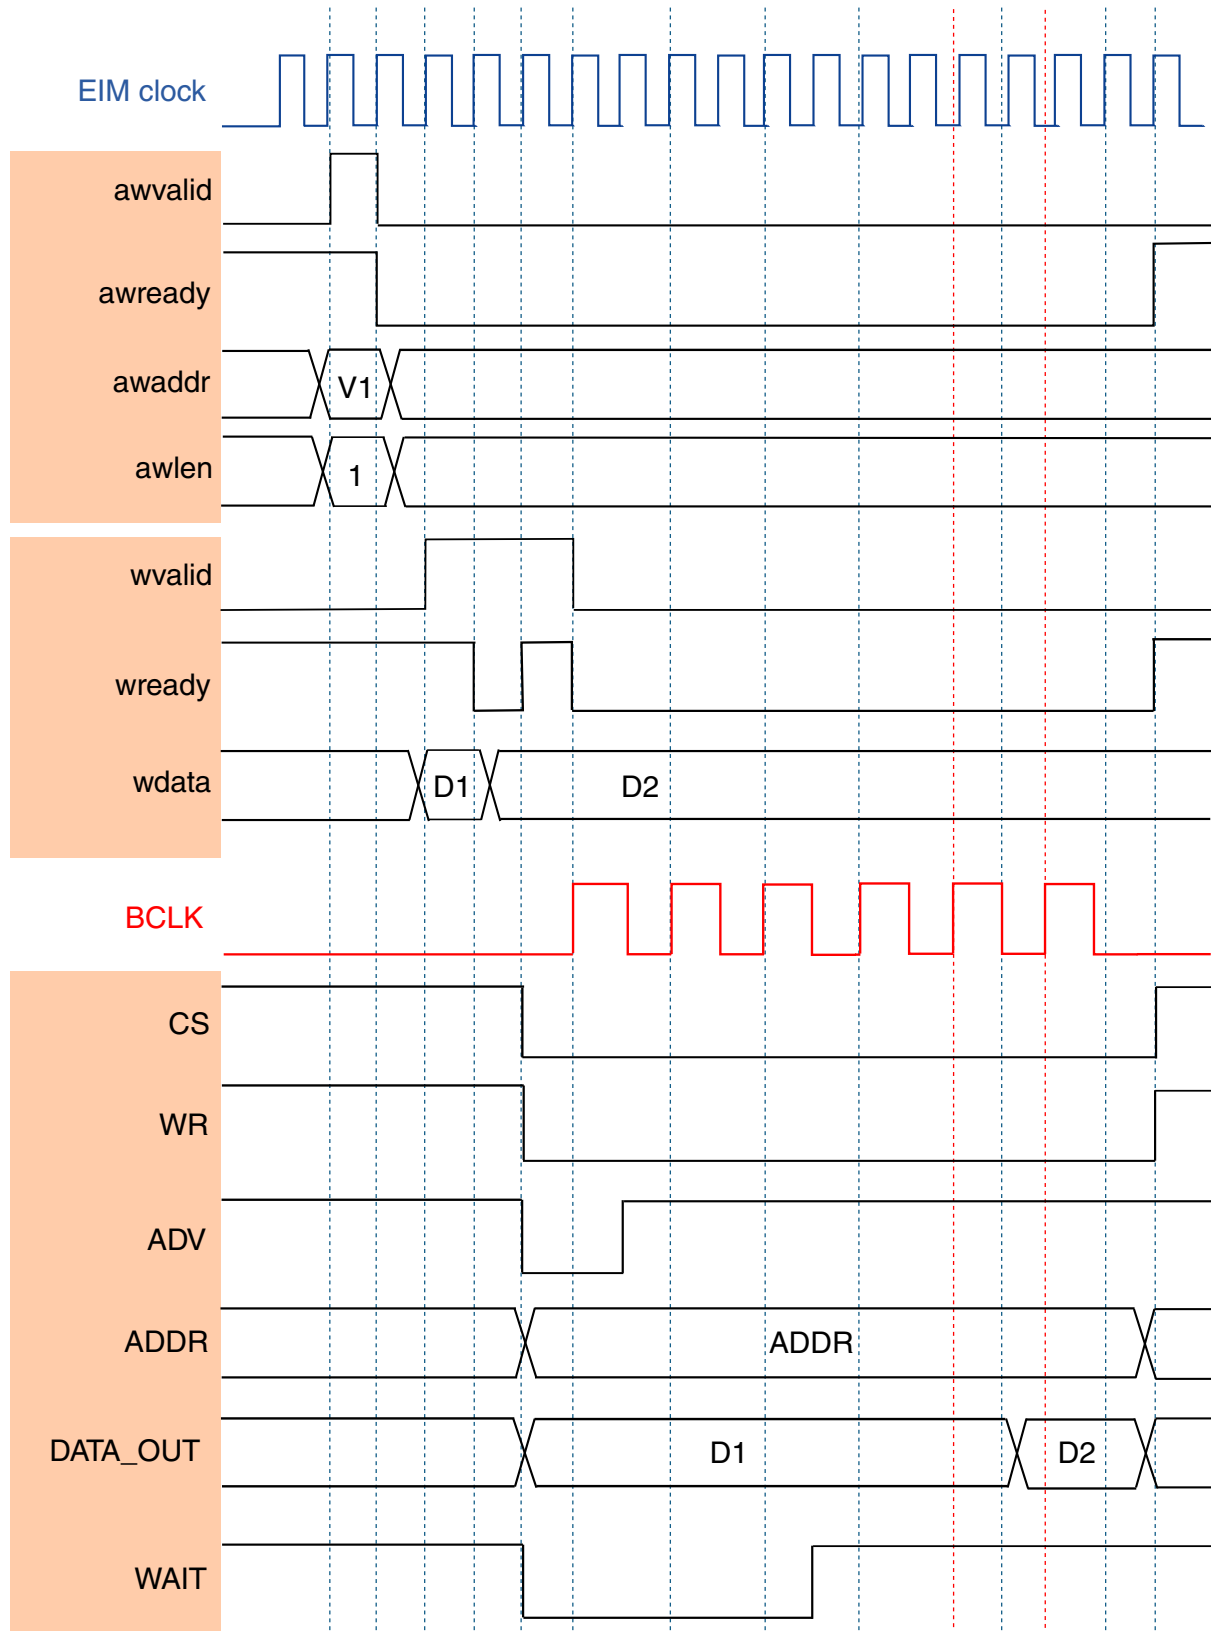 EIM clock
awvalid
awready
awaddr
V1
awlen
1
wvalid
wready
wdata
D1
D2
BCLK
CS
WR
ADV
ADDR
ADDR
DATA_OUT
D1
D2
WAIT